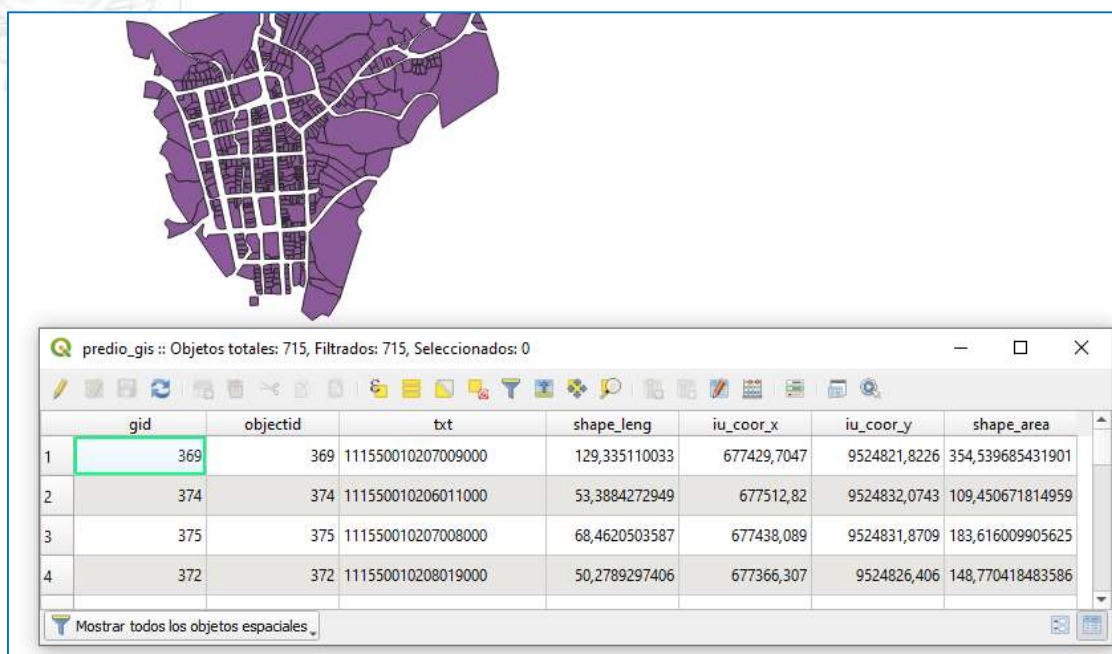 predio_gis :: Objetos totales: 715, Filtrados: 715, Seleccionados: 0
gid objectid txt shape_leng iu_coor_x iu_coor_y shape_area
1 369 369 111550010207009000 129,335110033 677429,7047 9524821,8226 354,539685431901
2 374 374 111550010206011000 53,3884272949 677512,82 9524832,0743 109,450671814959
3 375 375 111550010207008000 68,4620503587 677438,089 9524831,8709 183,616009905625
4 372 372 111550010208019000 50,2789297406 677366,307 9524826,406 148,770418483586
Mostrar todos los objetos espaciales